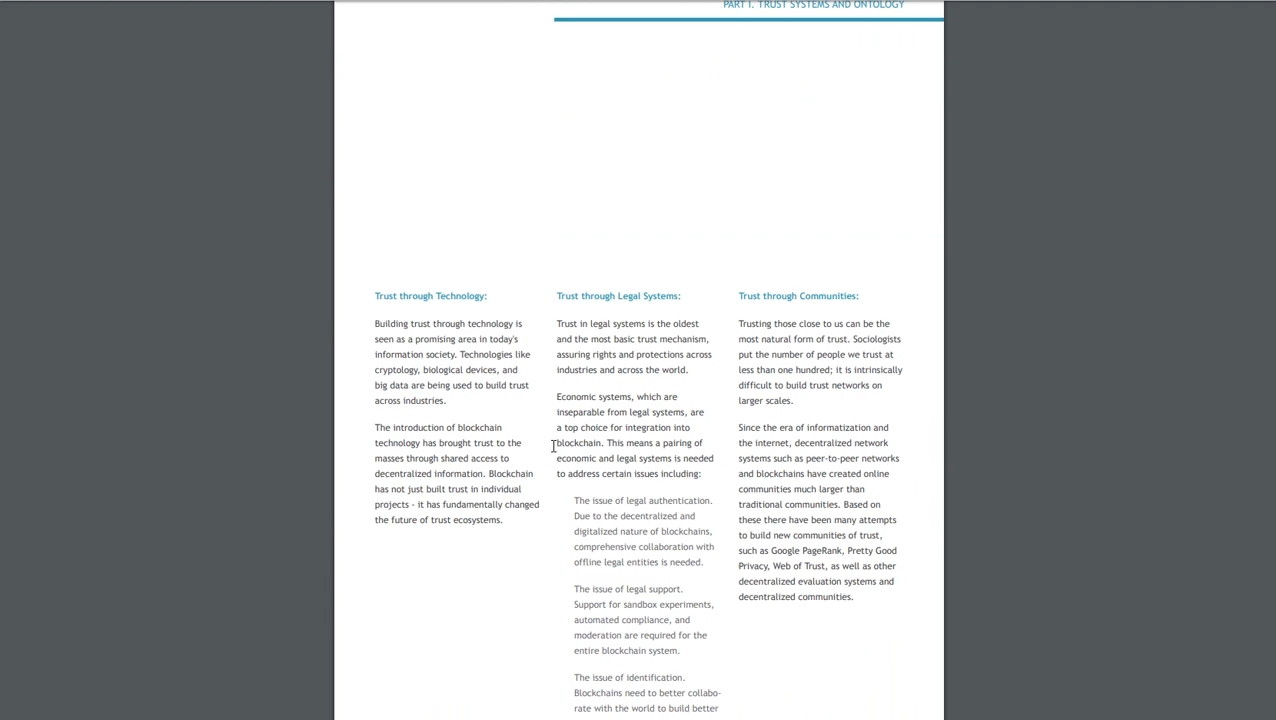 PART I. TRUST SYSTEMS AND ONTOLOGY
Trust through Technology:
Building trust through technology is
seen as a promising area in today's
information society. Technologies like
cryptology, biological devices, and
big data are being used to build trust
across industries.
The introduction of blockchain
technology has brought trust to the
masses through shared access to
decentralized information. Blockchain
has not just built trust in individual
projects - it has fundamentally changed
the future of trust ecosystems.
Trust through Legal Systems:
Trust in legal systems is the oldest
and the most basic trust mechanism,
assuring rights and protections across
industries and across the world.
Economic systems, which are
inseparable from legal systems, are
a top choice for integration into
blockchain. This means a pairing of
economic and legal systems is needed
to address certain issues including:
The issue of legal authentication.
Due to the decentralized and
digitalized nature of blockchains,
comprehensive collaboration with
offline legal entities is needed.
The issue of legal support.
Support for sandbox experiments,
automated compliance, and
moderation are required for the
entire blockchain system.
The issue of identification.
Blockchains need to better collabo-
rate with the world to build better
Trust through Communities:
Trusting those close to us can be the
most natural form of trust. Sociologists
put the number of people we trust at
less than one hundred; it is intrinsically
difficult to build trust networks on
larger scales.
Since the era of informatization and
the internet, decentralized network
systems such as peer-to-peer networks
and blockchains have created online
communities much larger than
traditional communities. Based on
these there have been many attempts
to build new communities of trust,
such as Google PageRank, Pretty Good
Privacy, Web of Trust, as well as other
decentralized evaluation systems and
decentralized communities.